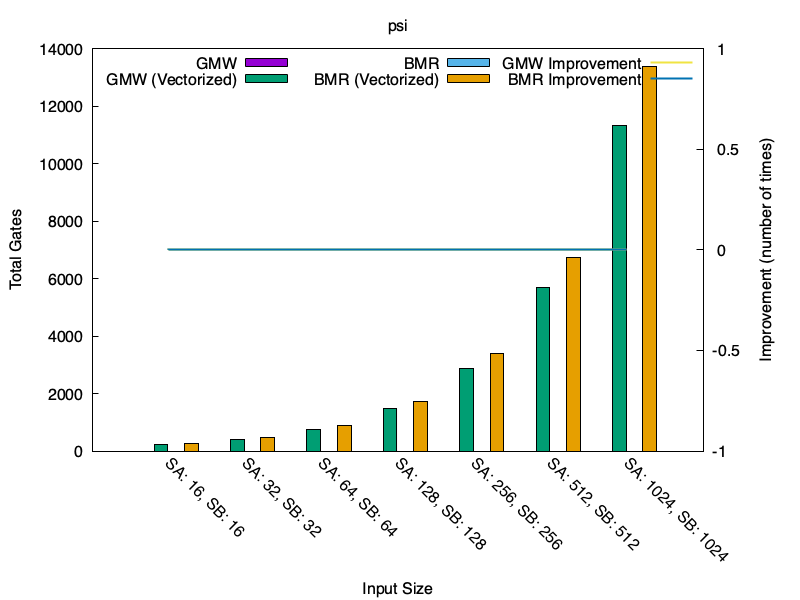 psi
GMW
GMW (Vectorized)
BMR
BMR (Vectorized)
GMW Improvement
BMR Improvement
Total Gates
14000
12000
10000
8000
6000
4000
2000
0
Improvement (number of times)
1
0.5
0
-0.5
-1
SA: 16, SB: 16
SA: 32, SB: 32
SA: 64, SB: 64
SA: 128, SB: 128
SA: 256, SB: 256
SA: 512, SB: 512
SA: 1024, SB: 1024
Input Size